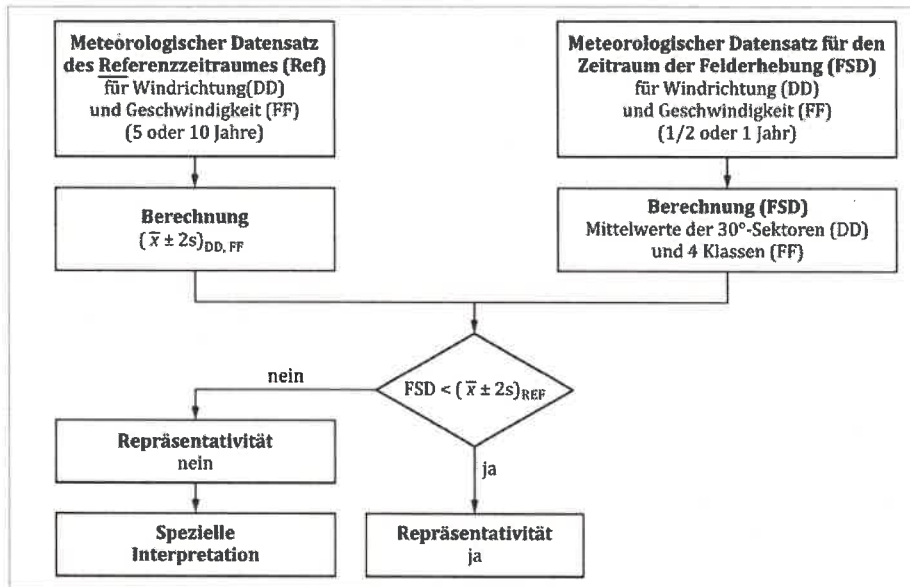 Meteorologischer Datensatz
des Referenzzeitraumes (Ref)
für Windrichtung(DD)
und Geschwindigkeit (FF)
(5 oder 10 Jahre)
Meteorologischer Datensatz für den
Zeitraum der Felderhebung (FSD)
für Windrichtung (DD)
und Geschwindigkeit (FF)
(1/2 oder 1 Jahr)
Berechnung
(x̄ ± 2s)DD, FF
Berechnung (FSD)
Mittelwerte der 30°-Sektoren (DD)
und 4 Klassen (FF)
FSD < (x̄ ± 2s)REF
nein
ja
Repräsentativität
nein
Spezielle
Interpretation
Repräsentativität
ja